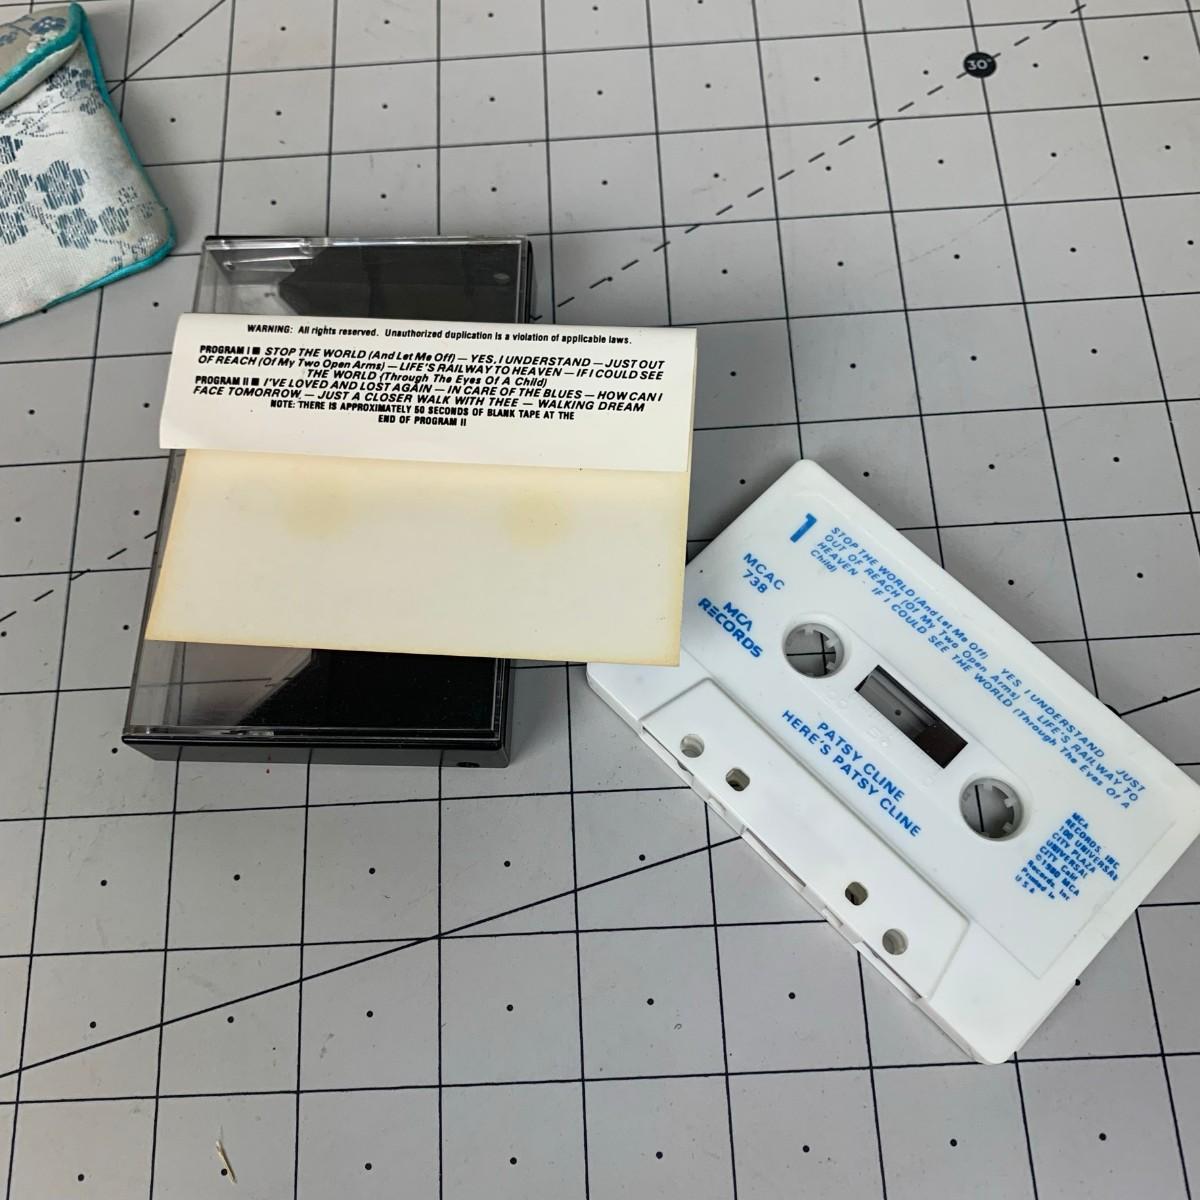 30°
WARNING: All rights reserved. Unauthorized duplication is a violation of applicable laws.
PROGRAM I ■ STOP THE WORLD (And Let Me Off) — YES, I UNDERSTAND — JUST OUT
OF REACH (Of My Two Open Arms) — LIFE'S RAILWAY TO HEAVEN — IF I COULD SEE
THE WORLD (Through The Eyes Of A Child)
PROGRAM II ■ I'VE LOVED AND LOST AGAIN — IN CARE OF THE BLUES — HOW CAN I
FACE TOMORROW — JUST A CLOSER WALK WITH THEE — WALKING DREAM
NOTE: THERE IS APPROXIMATELY 50 SECONDS OF BLANK TAPE AT THE
END OF PROGRAM II
1
STOP THE WORLD (And Let Me Off) YES, I UNDERSTAND JUST
OUT OF REACH (Of My Two Open Arms) LIFE'S RAILWAY TO
HEAVEN - IF I COULD SEE THE WORLD (Through The Eyes Of A
Child)
MCAC
738
MCA
RECORDS
PATSY CLINE
HERE'S PATSY CLINE
MCA
RECORDS, INC
100 UNIVERSAL
CITY PLAZA
UNIVERSAL
CITY Calif
©1980 MCA
Records, Inc
Printed in
U S A